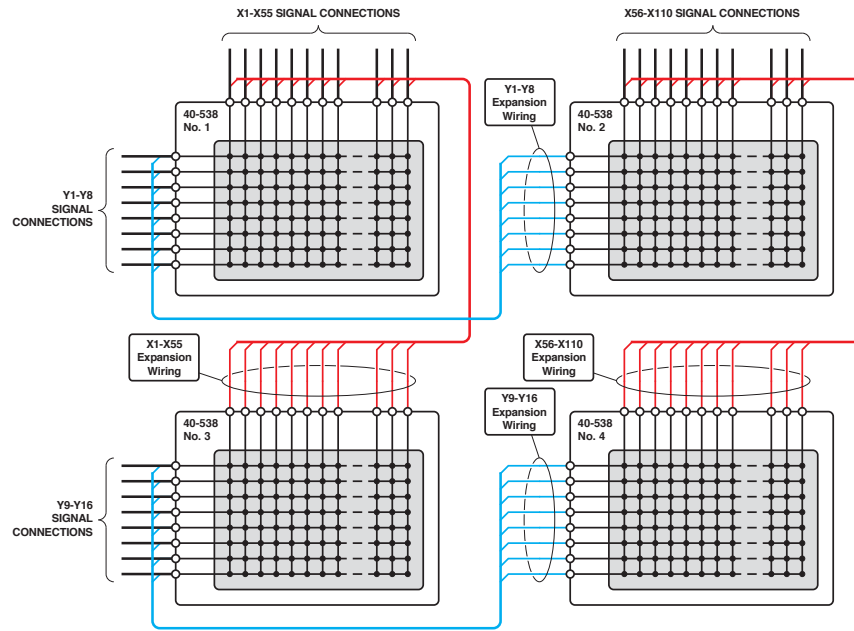 X1-X55 SIGNAL CONNECTIONS
X56-X110 SIGNAL CONNECTIONS
40-538
No. 1
Y1-Y8
Expansion
Wiring
40-538
No. 2
Y1-Y8
SIGNAL
CONNECTIONS
X1-X55
Expansion
Wiring
X56-X110
Expansion
Wiring
40-538
No. 3
Y9-Y16
Expansion
Wiring
40-538
No. 4
Y9-Y16
SIGNAL
CONNECTIONS